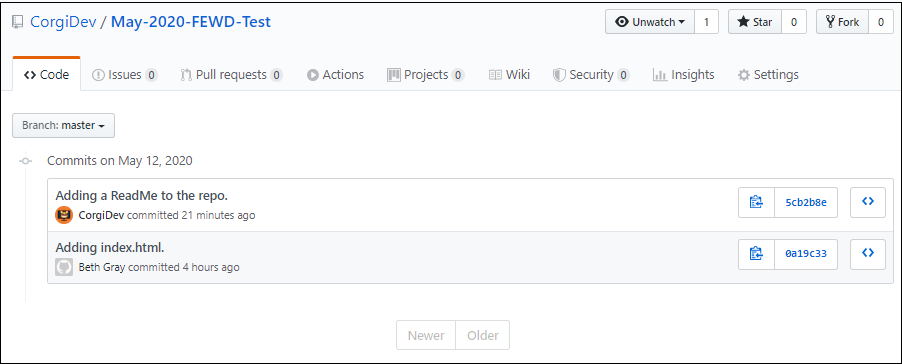 CorgiDev / May-2020-FEWD-Test
Unwatch 1 Star 0 Fork 0
Code Issues 0 Pull requests 0 Actions Projects 0 Wiki Security 0 Insights Settings
Branch: master
Commits on May 12, 2020
Adding a ReadMe to the repo.
CorgiDev committed 21 minutes ago
5cb2b8e
Adding index.html.
Beth Gray committed 4 hours ago
0a19c33
Newer Older